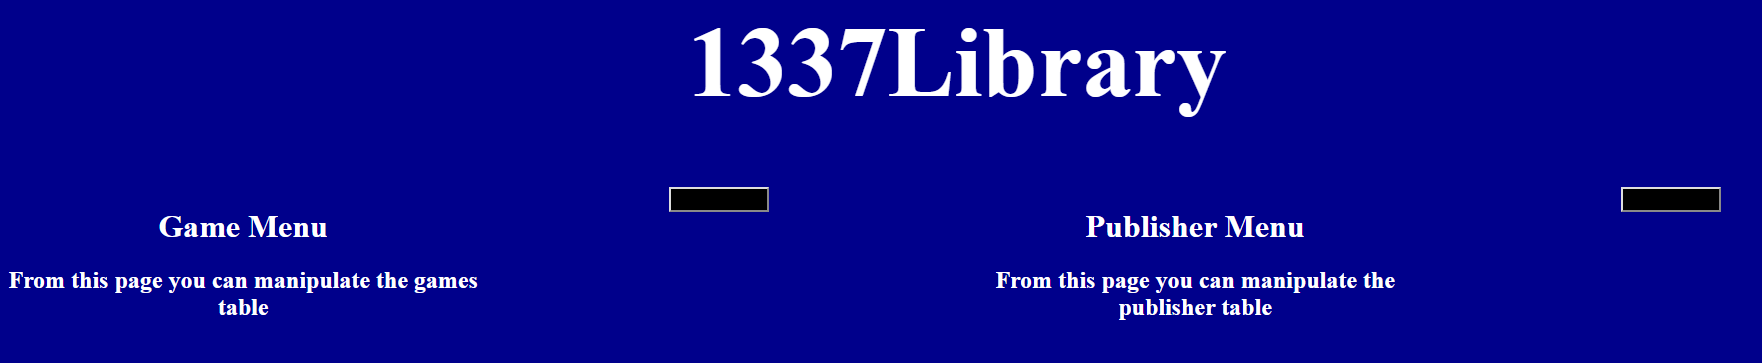 1337Library
Game Menu
From this page you can manipulate the games
table
Publisher Menu
From this page you can manipulate the
publisher table